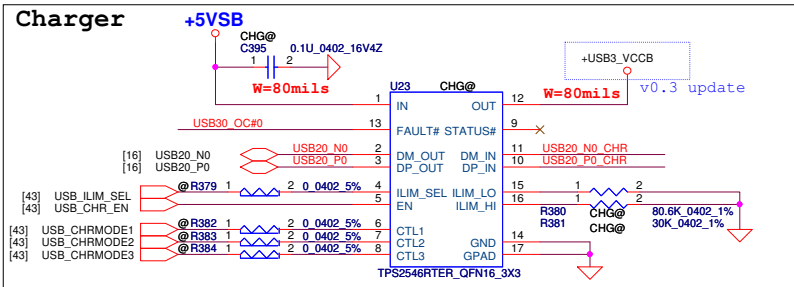 Charger
+5VSB
CHG@
C395 0.1U_0402_16V4Z
1 2
W=80mils
+USB3_VCCB
v0.3 update
U23 CHG@
1 IN OUT 12 W=80mils
USB30_OC#0 13 FAULT# STATUS# 9
[16] USB20_N0 USB20_N0 2 DM_OUT DM_IN 11 USB20_N0_CHR
[16] USB20_P0 USB20_P0 3 DP_OUT DP_IN 10 USB20_P0_CHR
[43] USB_ILIM_SEL @ R379 1 2 0_0402_5% 4 ILIM_SEL ILIM_LO 15 1 2
[43] USB_CHR_EN 5 EN ILIM_HI 16 1 2
R380 CHG@ 80.6K_0402_1%
R381 CHG@ 30K_0402_1%
[43] USB_CHRMODE1 @ R382 1 2 0_0402_5% 6 CTL1
[43] USB_CHRMODE2 @ R383 1 2 0_0402_5% 7 CTL2 GND 14
[43] USB_CHRMODE3 @ R384 1 2 0_0402_5% 8 CTL3 GPAD 17
TPS2546RTER_QFN16_3X3